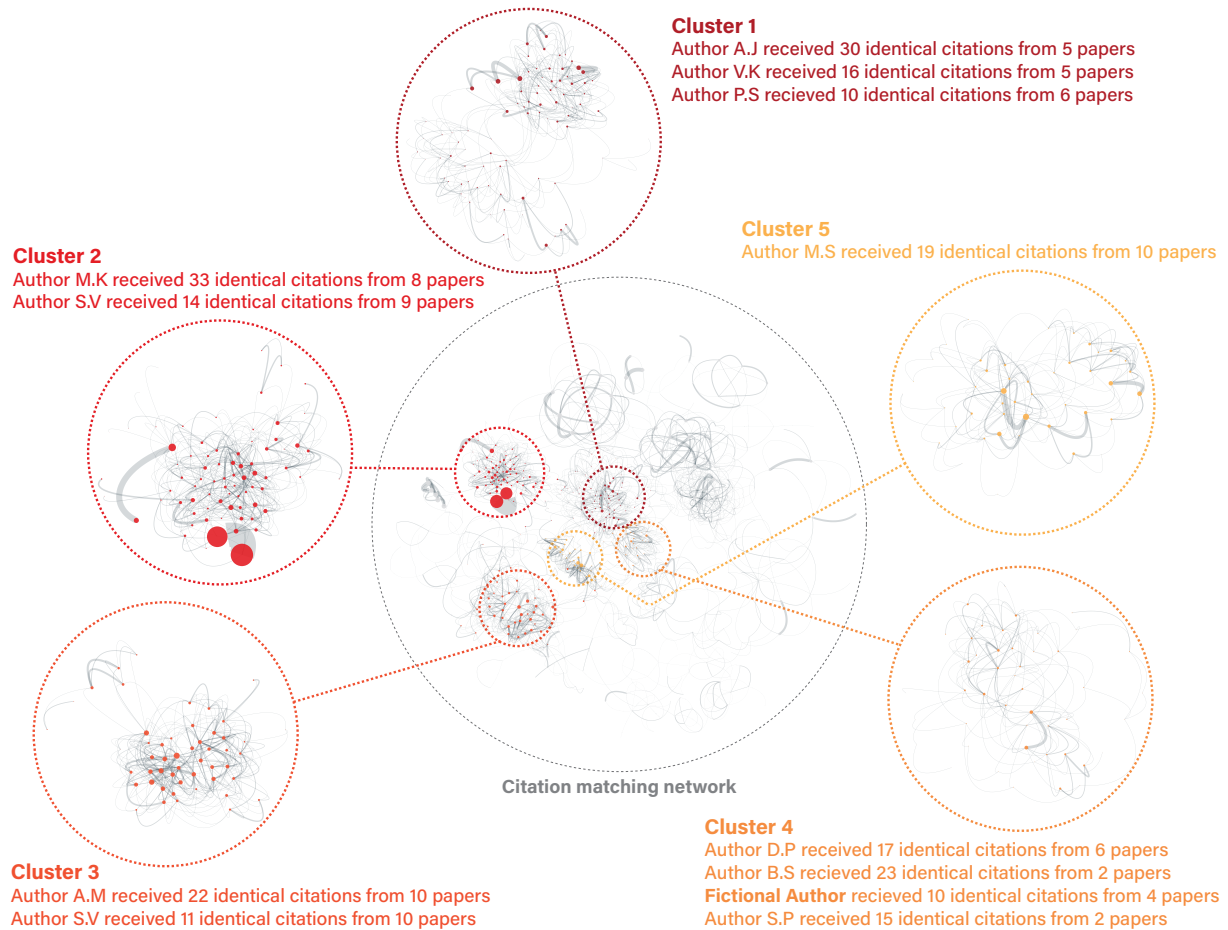 Cluster 1
Author A.J received 30 identical citations from 5 papers
Author V.K received 16 identical citations from 5 papers
Author P.S recieved 10 identical citations from 6 papers
Cluster 5
Author M.S received 19 identical citations from 10 papers
Cluster 2
Author M.K received 33 identical citations from 8 papers
Author S.V received 14 identical citations from 9 papers
Citation matching network
Cluster 4
Author D.P received 17 identical citations from 6 papers
Author B.S recieved 23 identical citations from 2 papers
Fictional Author recieved 10 identical citations from 4 papers
Author S.P received 15 identical citations from 2 papers
Cluster 3
Author A.M received 22 identical citations from 10 papers
Author S.V received 11 identical citations from 10 papers